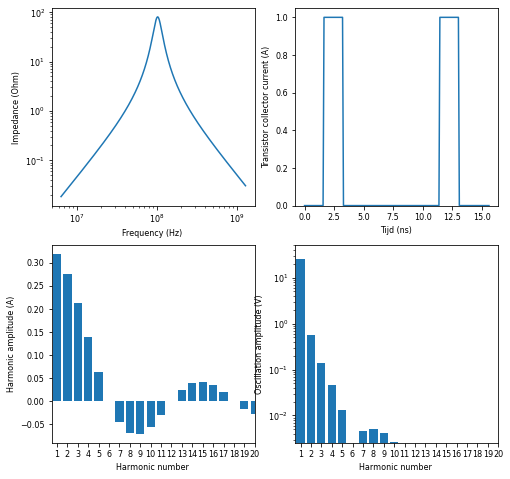 10² 10¹ 10⁰ 10⁻¹
Impedance (Ohm)
10⁷ 10⁸ 10⁹
Frequency (Hz)
1.0 0.8 0.6 0.4 0.2 0.0
Transistor collector current (A)
0.0 2.5 5.0 7.5 10.0 12.5 15.0
Tijd (ns)
0.30 0.25 0.20 0.15 0.10 0.05 0.00 −0.05
Harmonic amplitude (A)
1 2 3 4 5 6 7 8 9 10 11 12 13 14 15 16 17 18 19 20
Harmonic number
10¹ 10⁰ 10⁻¹ 10⁻²
Oscillation amplitude (V)
1 2 3 4 5 6 7 8 9 10 11 12 13 14 15 16 17 18 19 20
Harmonic number